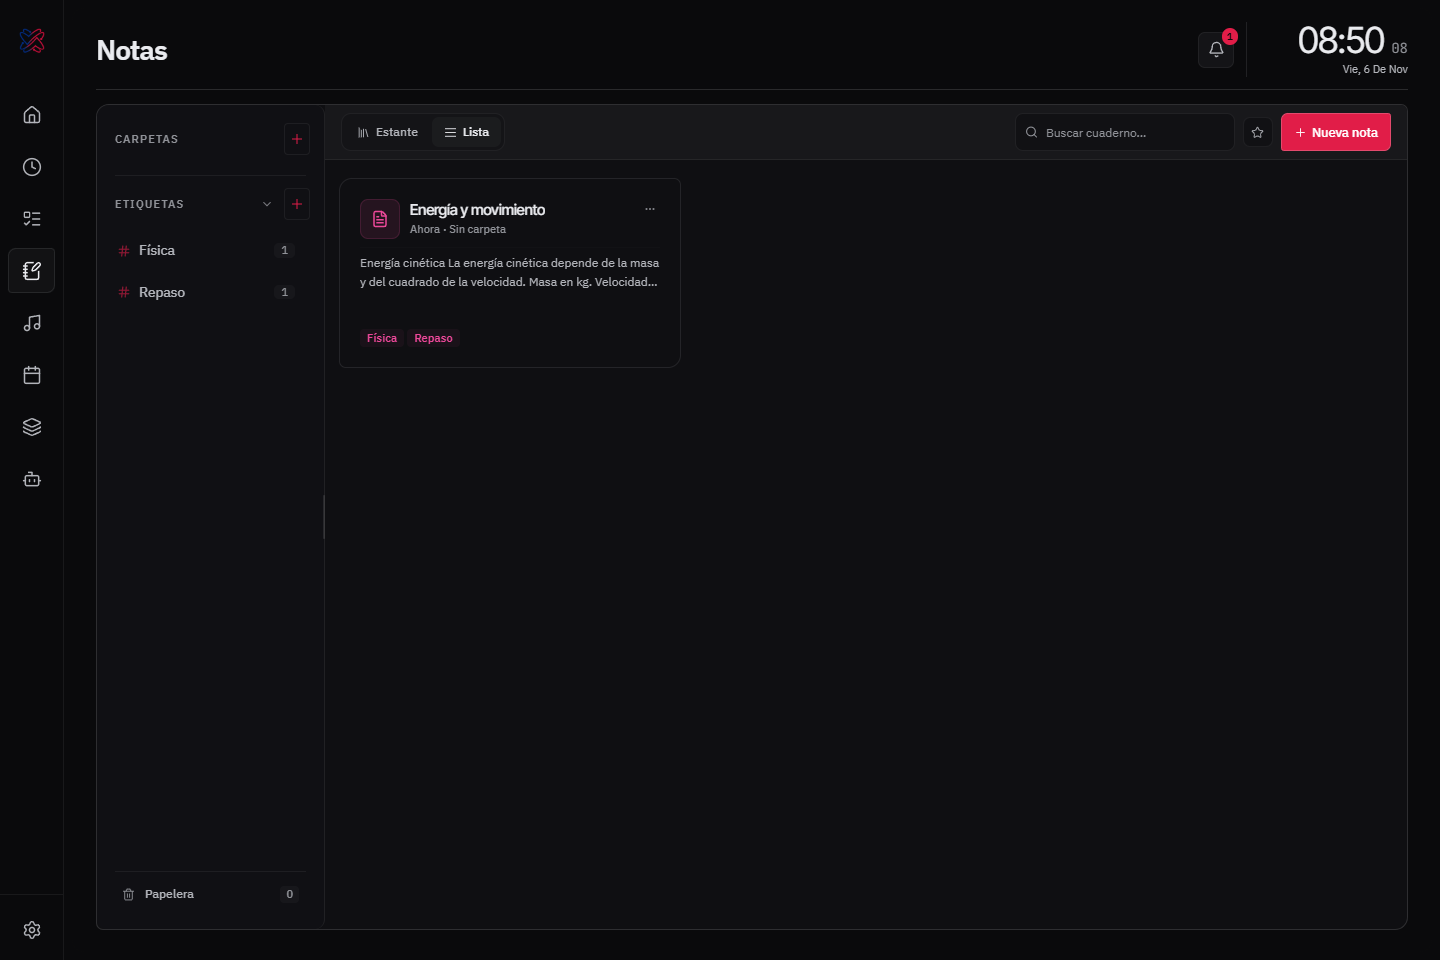 Notas
1
08:50 08
Vie, 6 De Nov
CARPETAS
ETIQUETAS
Física 1
Repaso 1
Papelera 0
Estante
Lista
Buscar cuaderno...
Nueva nota
Energía y movimiento
Ahora • Sin carpeta
Energía cinética La energía cinética depende de la masa
y del cuadrado de la velocidad. Masa en kg. Velocidad...
Física Repaso